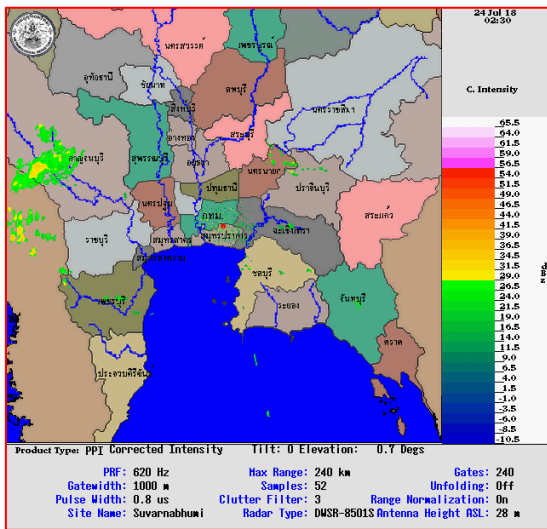 24 Jul 18
02:30
C. Intensity
65.5
64.0
60.0
56.5
54.0
50.5
49.0
46.5
44.0
41.5
39.0
36.5
34.0
31.5
29.0
26.5
24.0
21.5
19.0
16.5
14.0
11.5
9.0
6.5
4.0
1.5
-1.0
-3.5
-6.0
-8.5
-10.5
นครสวรรค์
เพชรบูรณ์
อุทัยธานี
ชัยนาท
ลพบุรี
สิงห์บุรี
นครราชสีมา
อ่างทอง
สระบุรี
กาญจนบุรี
สุพรรณบุรี
อยุธยา
นครนายก
ปราจีนบุรี
ปทุมธานี
นครปฐม
กทม.
สระแก้ว
ฉะเชิงเทรา
ราชบุรี
สมุทรสาคร
สมุทรปราการ
สมุทรสงคราม
ชลบุรี
เพชรบุรี
ระยอง
จันทบุรี
ตราด
ประจวบคีรีขันธ์
Product Type: PPI Corrected Intensity Tilt: 0 Elevation: 0.7 Degs
PRF: 620 Hz Max Range: 240 km Gates: 240
Gatewidth: 1000 m Samples: 52 Unfolding: Off
Pulse Width: 0.8 us Clutter Filter: 3 Range Normalization: On
Site Name: Suvarnabhumi Radar Type: DWSR-8501S Antenna Height ASL: 28 m